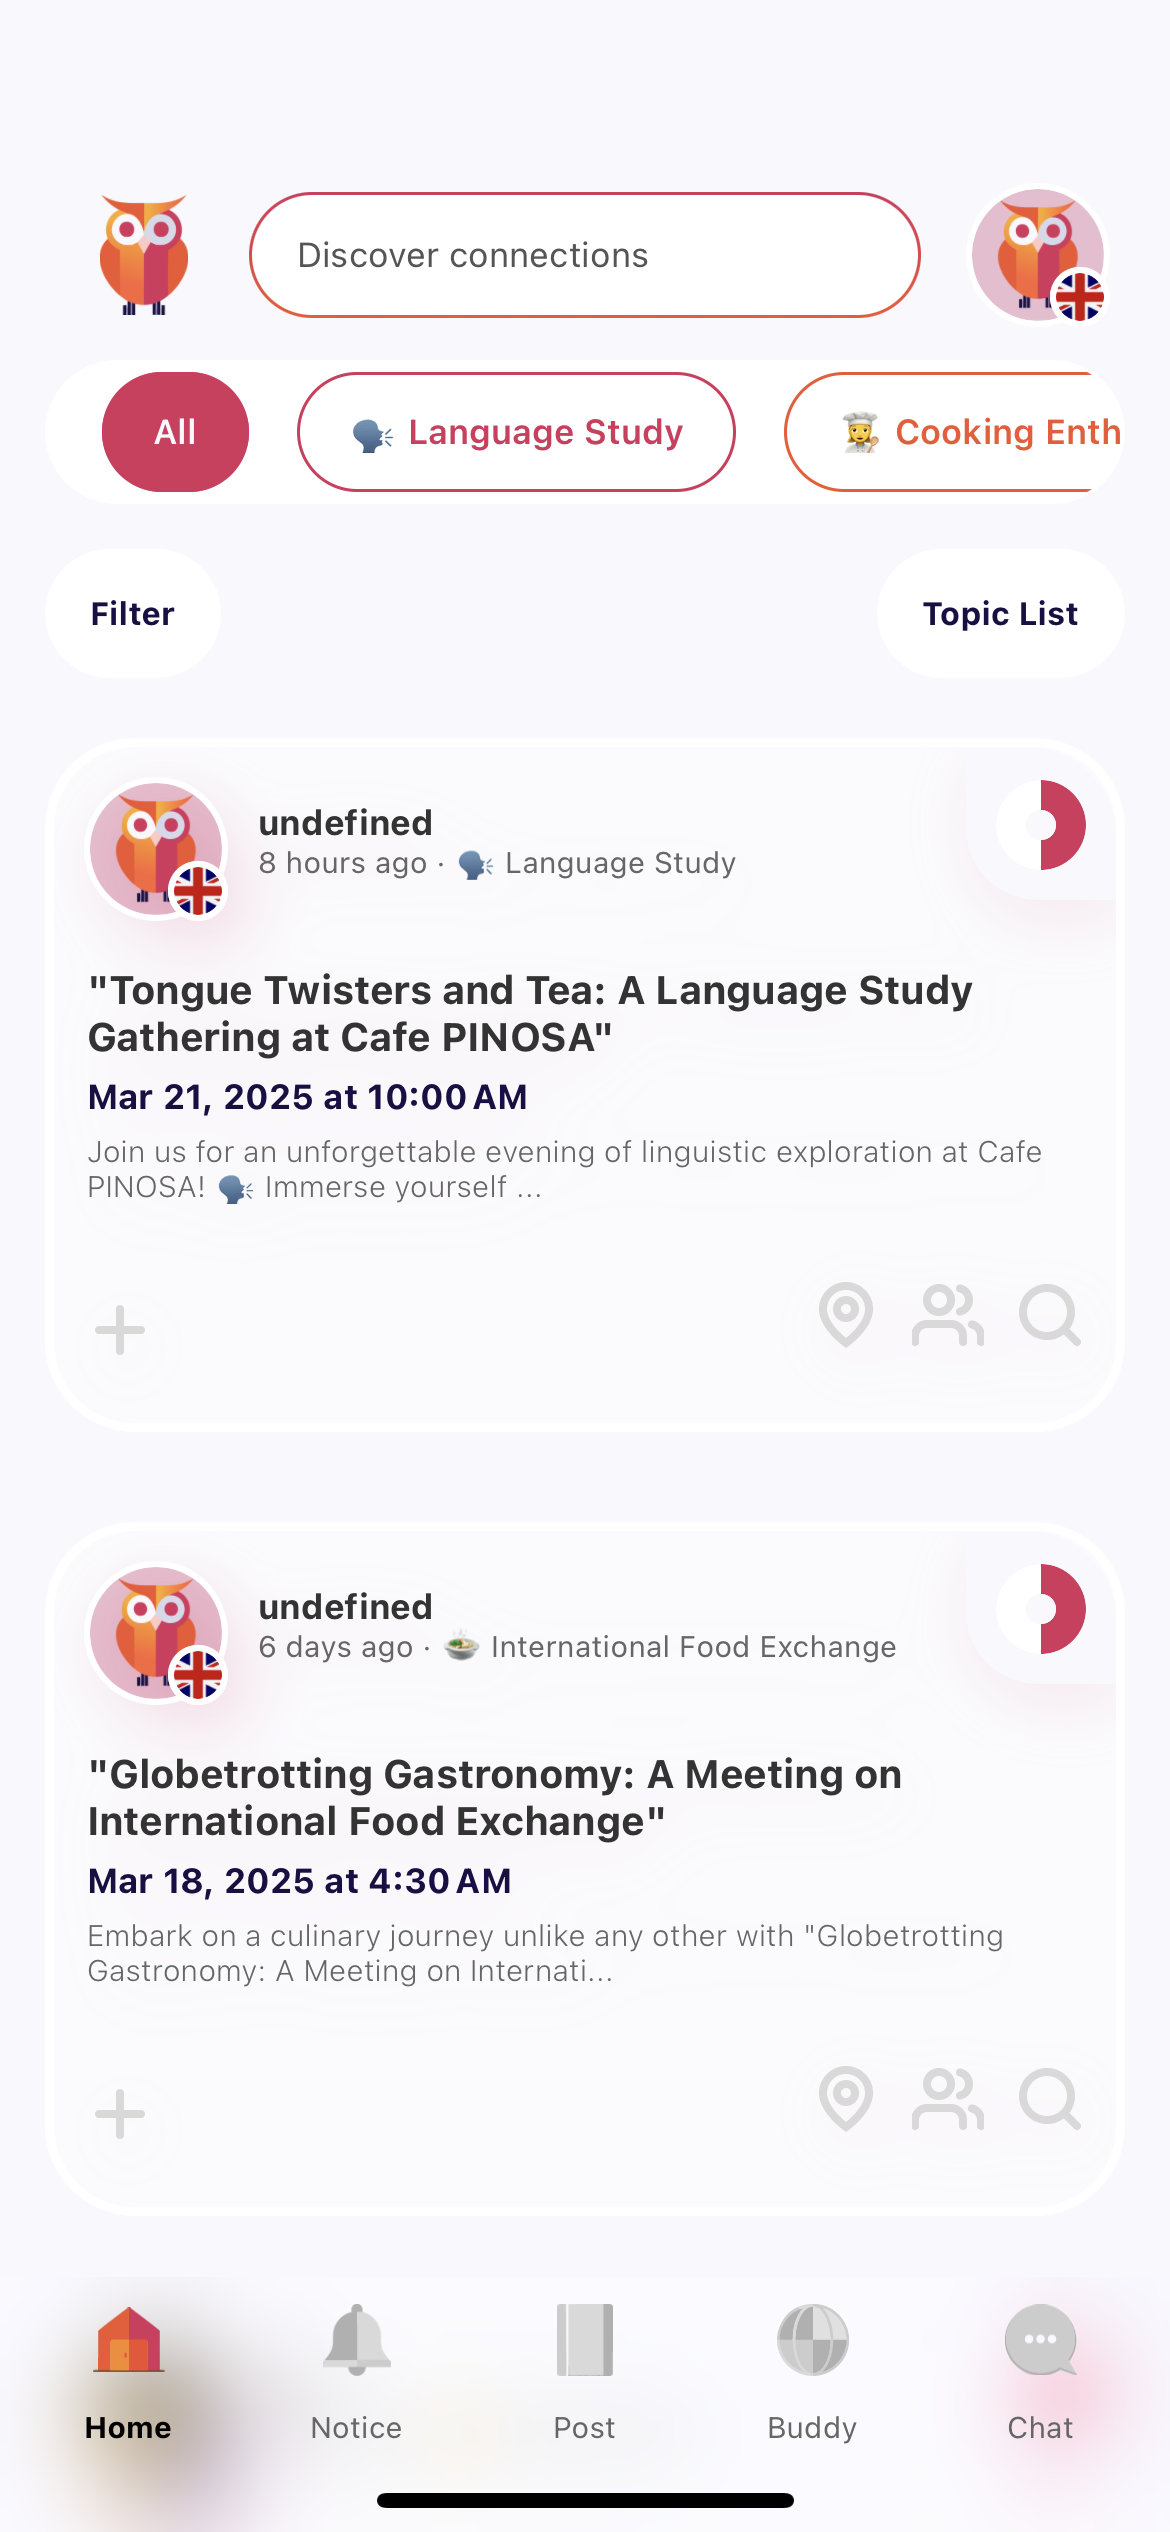 Discover connections
All
🗣️ Language Study
👩‍🍳 Cooking Enth
Filter
Topic List
undefined
8 hours ago · 🗣️ Language Study
"Tongue Twisters and Tea: A Language Study
Gathering at Cafe PINOSA"
Mar 21, 2025 at 10:00 AM
Join us for an unforgettable evening of linguistic exploration at Cafe
PINOSA! 🗣️ Immerse yourself ...
undefined
6 days ago · 🍲 International Food Exchange
"Globetrotting Gastronomy: A Meeting on
International Food Exchange"
Mar 18, 2025 at 4:30 AM
Embark on a culinary journey unlike any other with "Globetrotting
Gastronomy: A Meeting on Internati...
Home
Notice
Post
Buddy
Chat